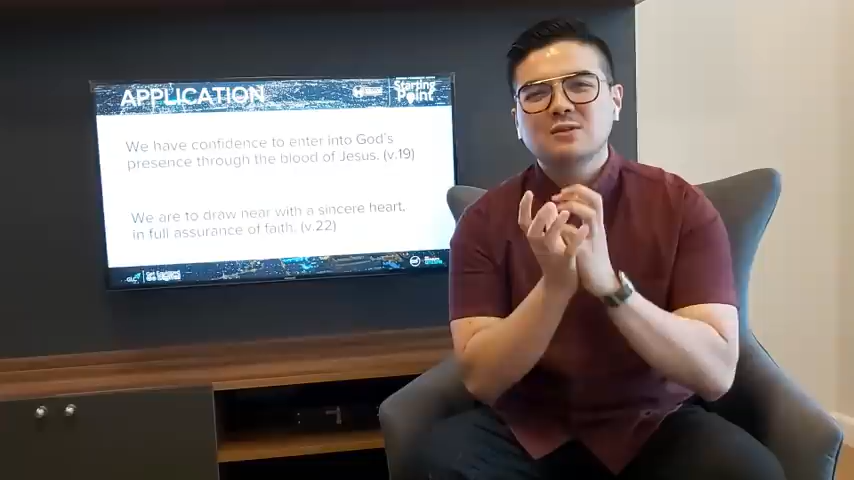 APPLICATION
Starting
Point
We have confidence to enter into God's
presence through the blood of Jesus. (v.19)
We are to draw near with a sincere heart,
in full assurance of faith. (v.22)
GLC